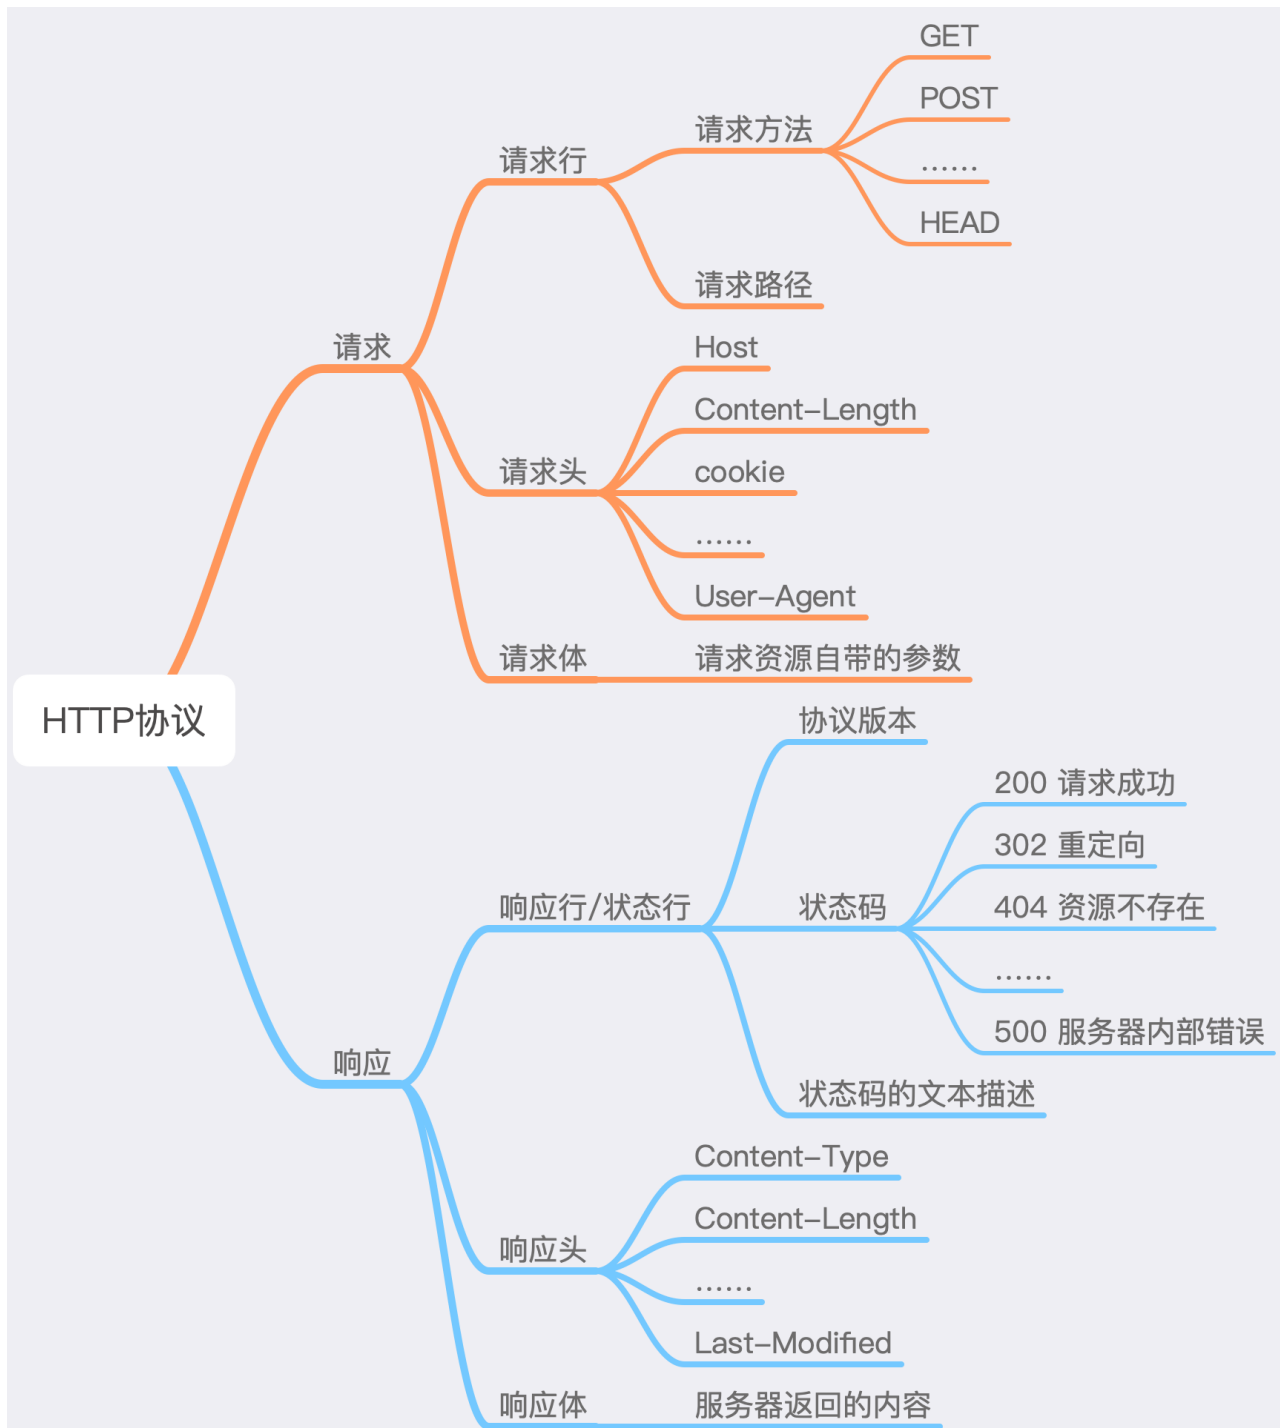 HTTP协议
请求
请求行
请求方法
GET
POST
……
HEAD
请求路径
请求头
Host
Content-Length
cookie
……
User-Agent
请求体
请求资源自带的参数
响应
响应行/状态行
协议版本
状态码
200 请求成功
302 重定向
404 资源不存在
……
500 服务器内部错误
状态码的文本描述
响应头
Content-Type
Content-Length
……
Last-Modified
响应体
服务器返回的内容